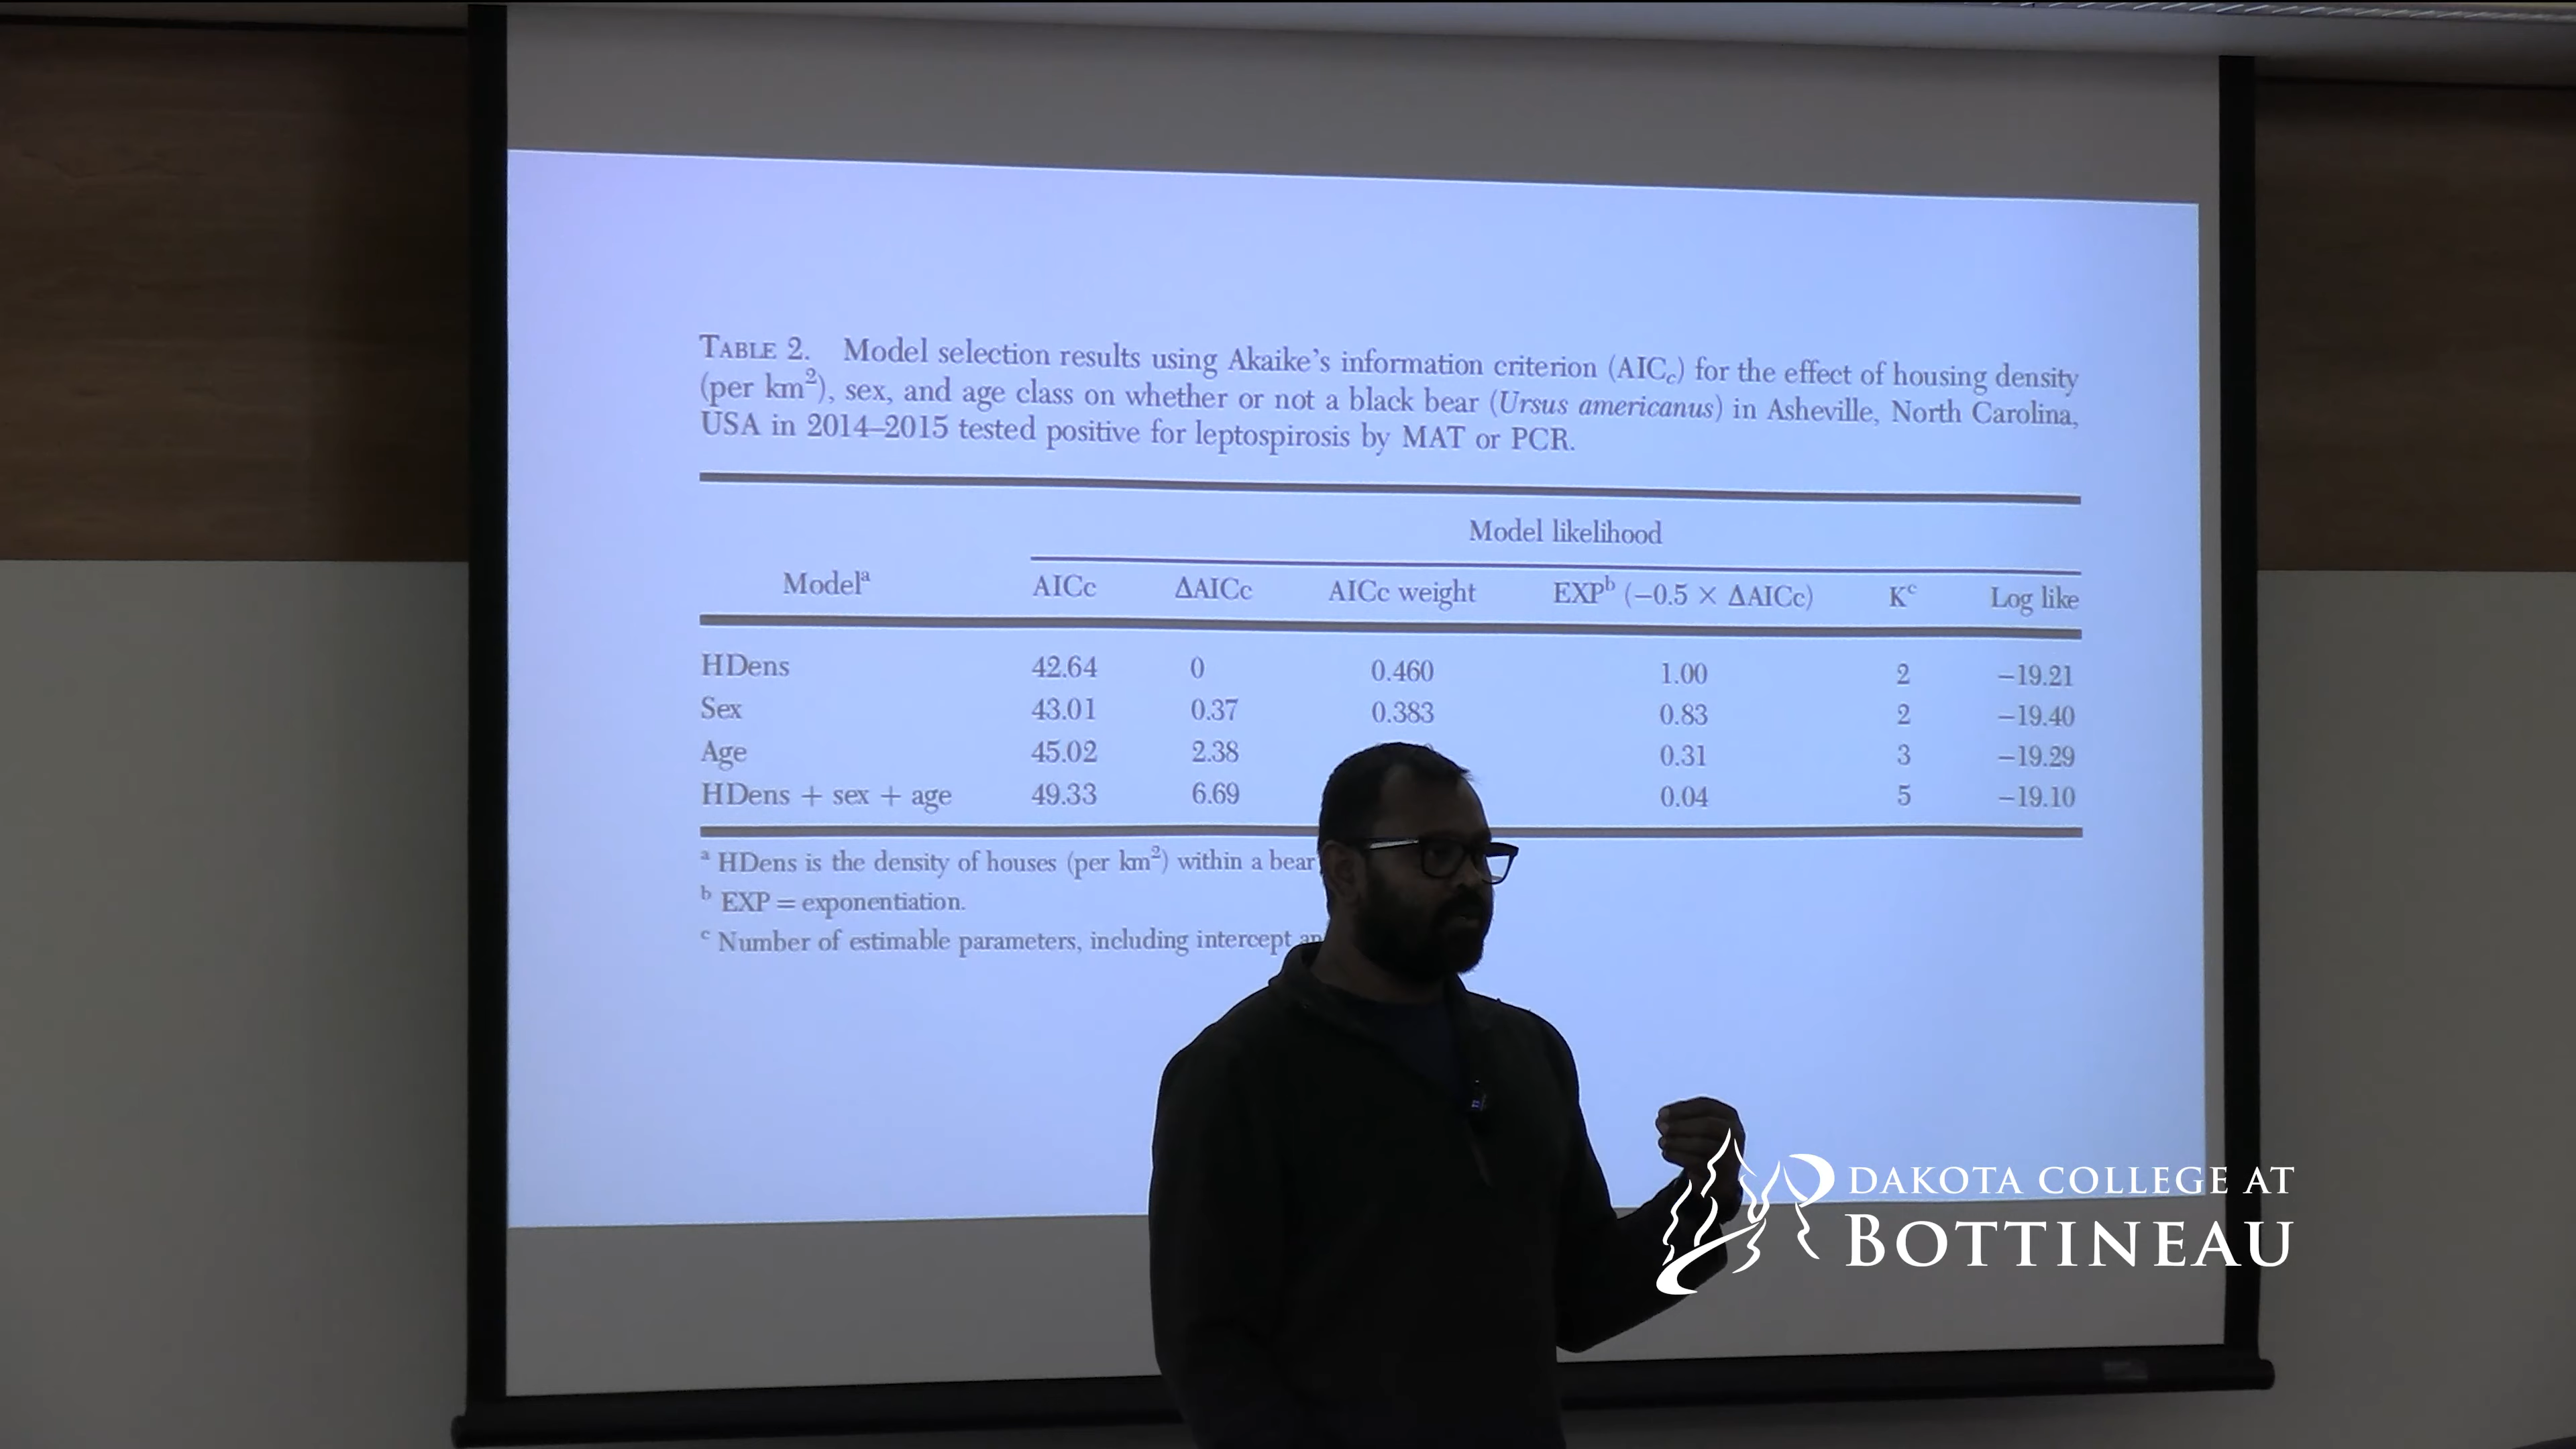 TABLE 2. Model selection results using Akaike's information criterion (AICc) for the effect of housing density
(per km²), sex, and age class on whether or not a black bear (Ursus americanus) in Asheville, North Carolina,
USA in 2014–2015 tested positive for leptospirosis by MAT or PCR.
Model likelihood
Modelᵃ AICc ΔAICc AICc weight EXPᵇ (−0.5 × ΔAICc) Kᶜ Log like
HDens 42.64 0 0.460 1.00 2 −19.21
Sex 43.01 0.37 0.383 0.83 2 −19.40
Age 45.02 2.38 0.31 3 −19.29
HDens + sex + age 49.33 6.69 0.04 5 −19.10
ᵃ HDens is the density of houses (per km²) within a bear
ᵇ EXP = exponentiation.
ᶜ Number of estimable parameters, including intercept
DAKOTA COLLEGE AT
BOTTINEAU